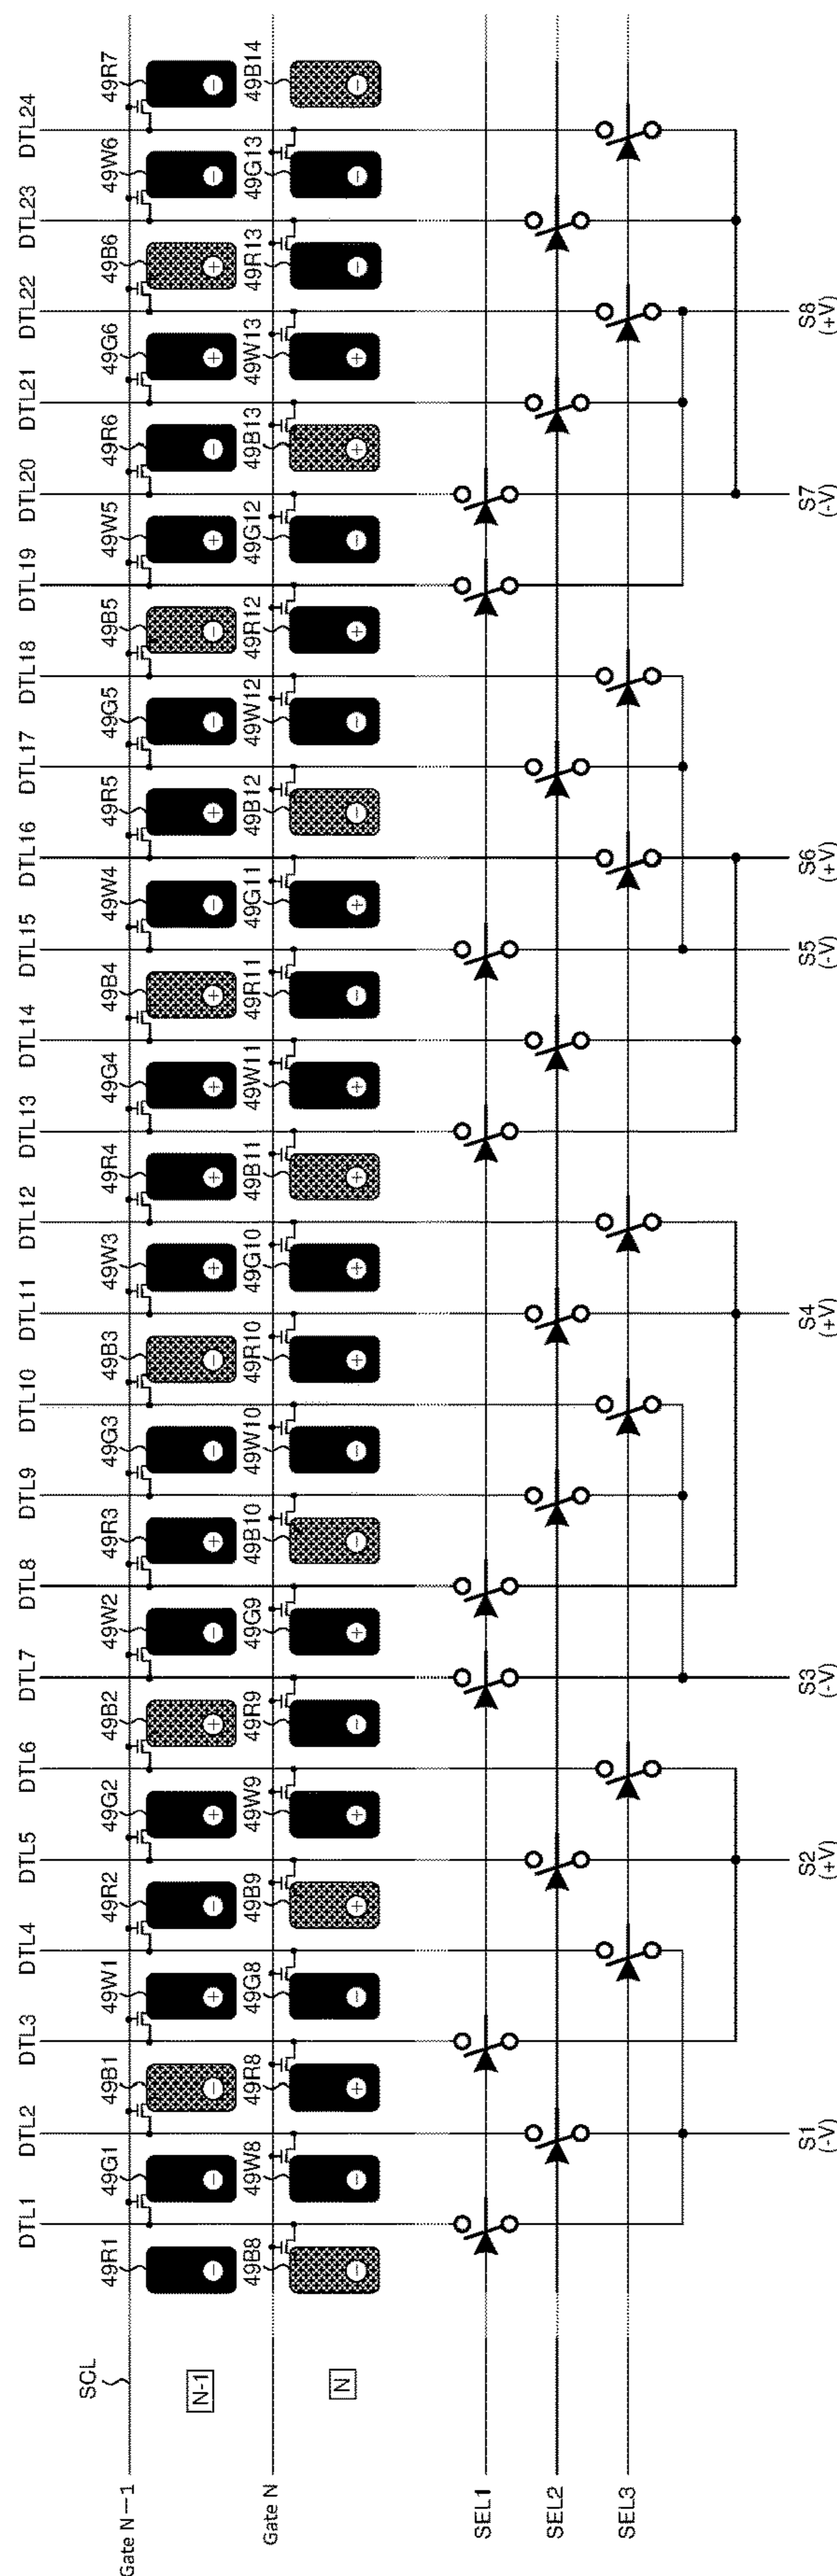 DTL1 DTL2 DTL3 DTL4 DTL5 DTL6 DTL7 DTL8 DTL9 DTL10 DTL11 DTL12 DTL13 DTL14 DTL15 DTL16 DTL17 DTL18 DTL19 DTL20 DTL21 DTL22 DTL23 DTL24
SCL
49R1 49G1 49B1 49W1 49R2 49G2 49B2 49W2 49R3 49G3 49B3 49W3 49R4 49G4 49B4 49W4 49R5 49G5 49B5 49W5 49R6 49G6 49B6 49W6 49R7
Gate N—1
N-1
− − − + − + + − + − − + + + + − + − − + − + + − −
49B8 49W8 49R8 49G8 49B9 49W9 49R9 49G9 49B10 49W10 49R10 49G10 49B11 49W11 49R11 49G11 49B12 49W12 49R12 49G12 49B13 49W13 49R13 49G13 49B14
Gate N
N
− − + − + + − + − − + + + + − + − − + − + + − − −
SEL1
SEL2
SEL3
S1 S2 S3 S4 S5 S6 S7 S8
(-V) (+V) (-V) (+V) (-V) (+V) (-V) (+V)